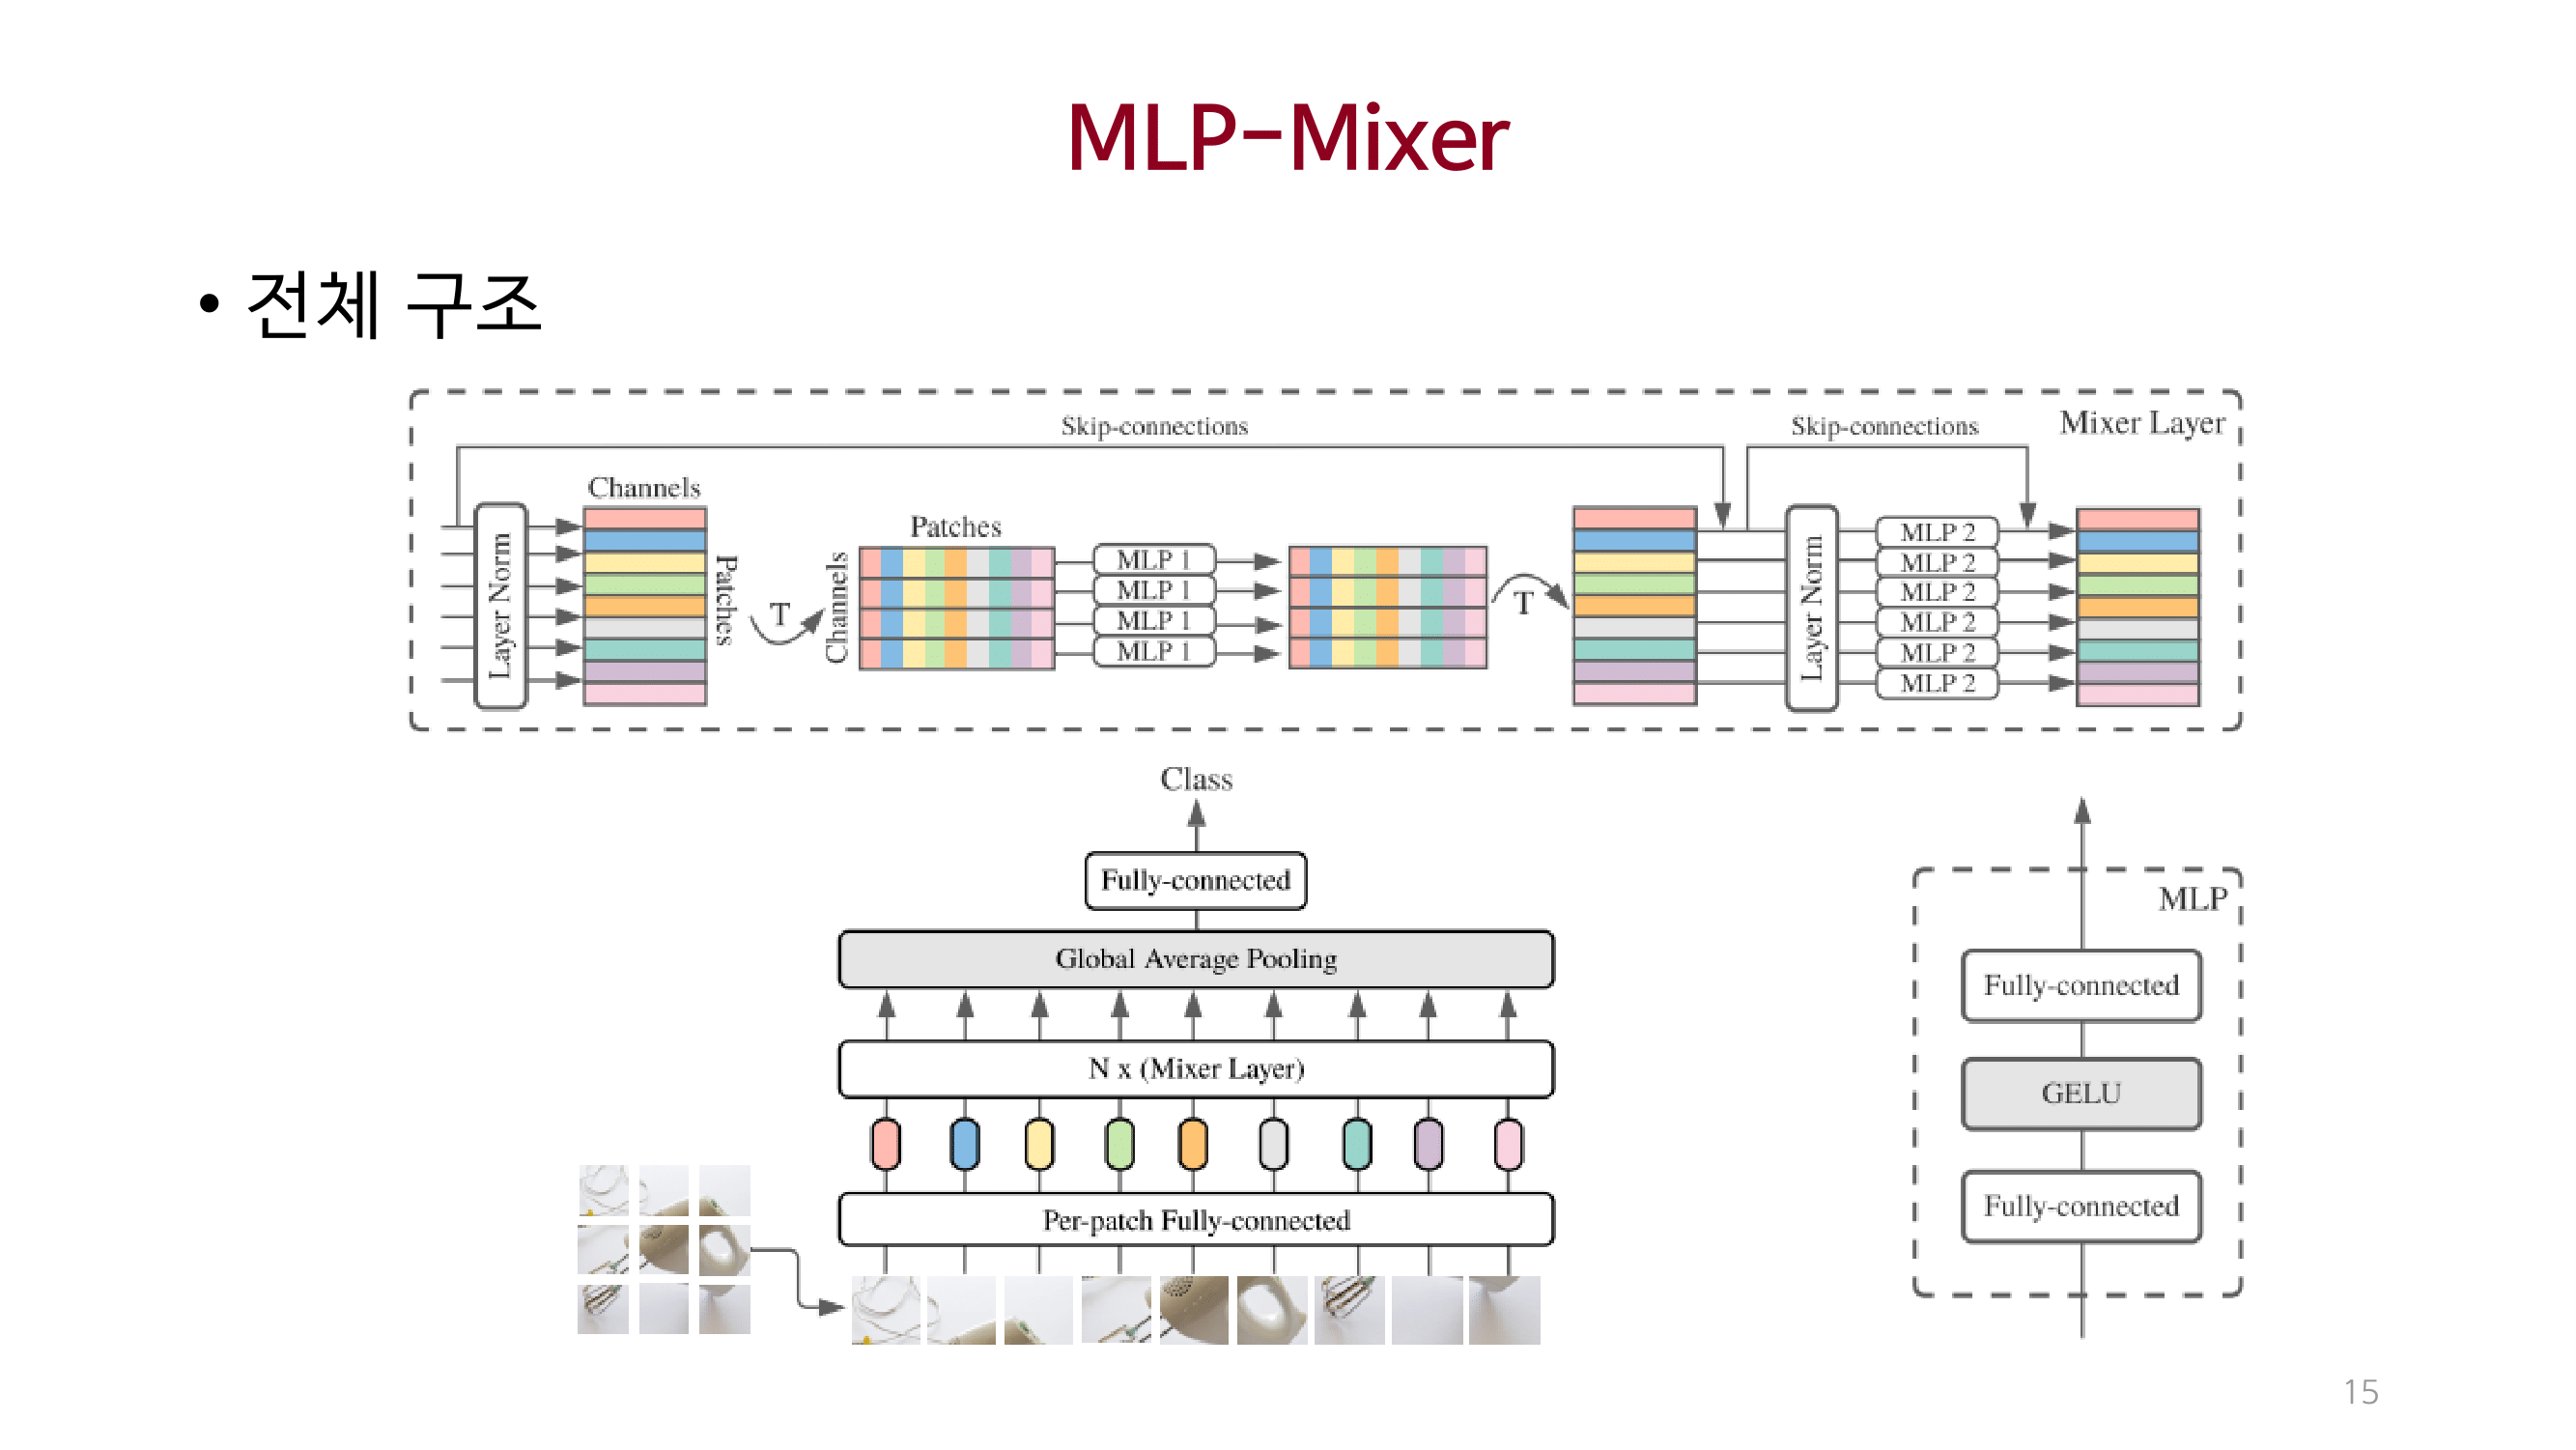 MLP-Mixer
• 전체 구조
Skip-connections
Skip-connections
Mixer Layer
Layer Norm
Channels
Patches
T
Channels
Patches
MLP 1
MLP 1
MLP 1
MLP 1
T
Layer Norm
MLP 2
MLP 2
MLP 2
MLP 2
MLP 2
MLP 2
Class
Fully-connected
Global Average Pooling
N x (Mixer Layer)
Per-patch Fully-connected
MLP
Fully-connected
GELU
Fully-connected
15